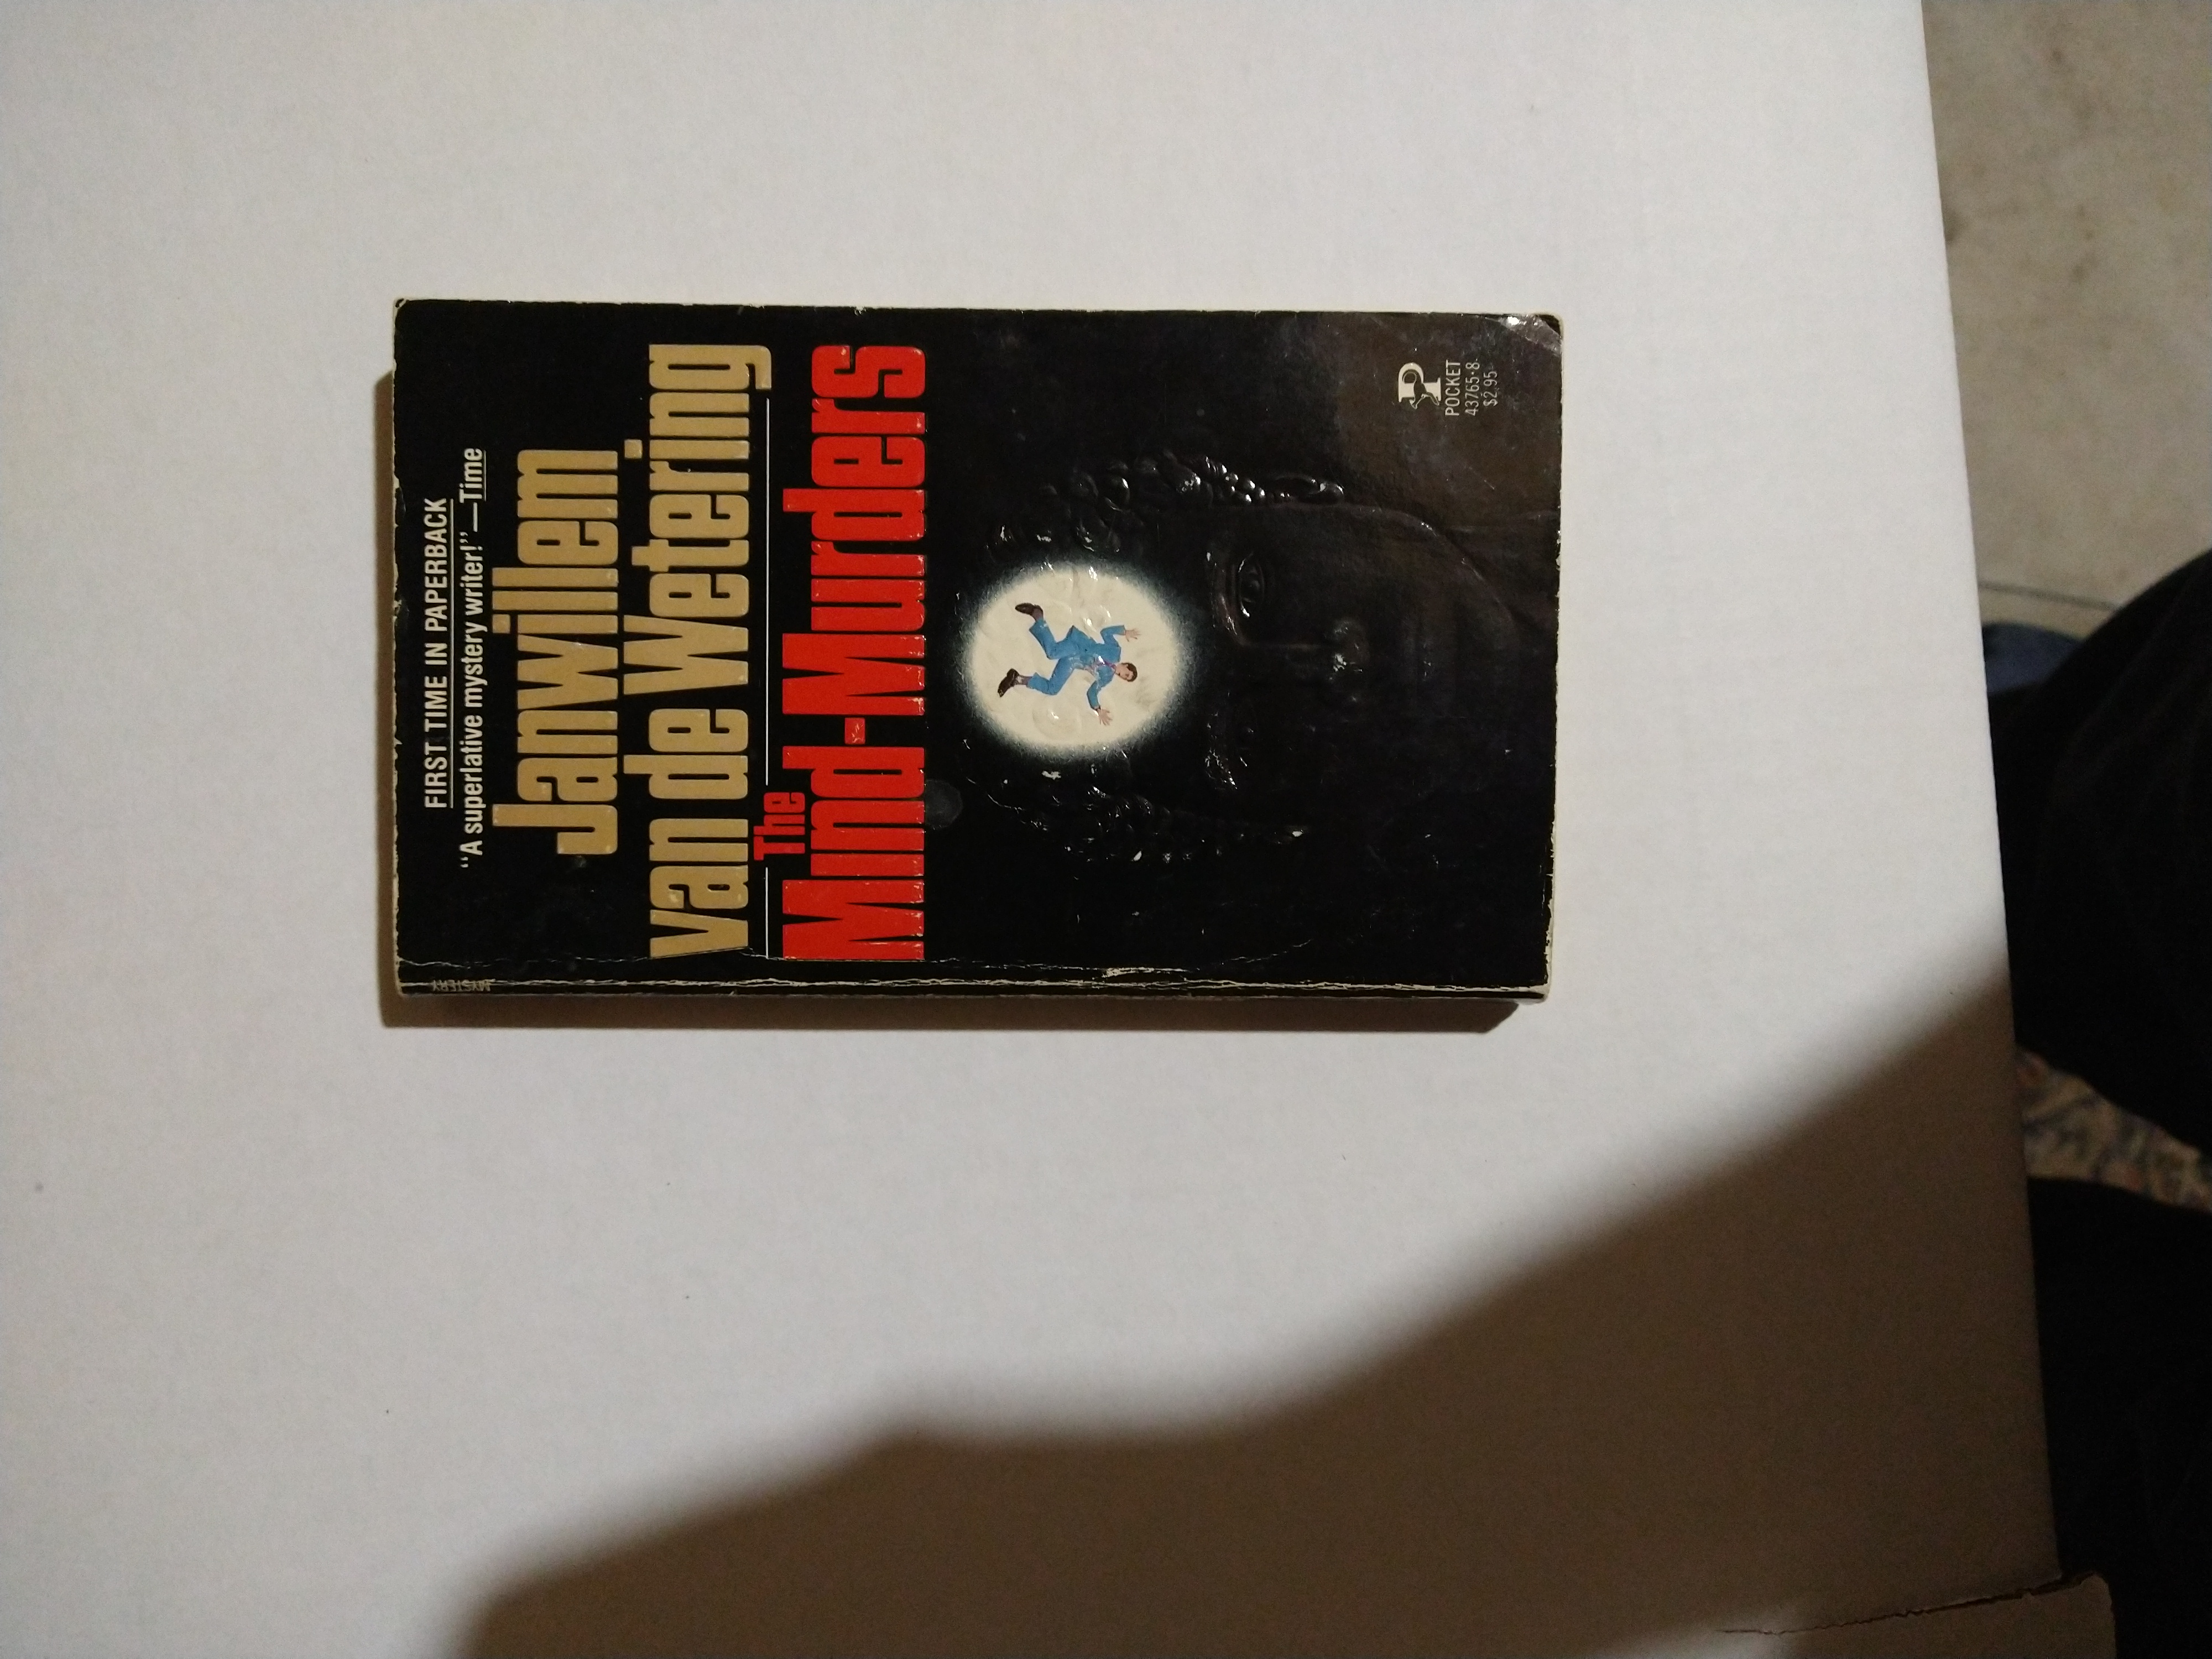 FIRST TIME IN PAPERBACK
"A superlative mystery writer!"—Time
Janwillem
van de Wetering
The
Mind-Murders
P
POCKET
43765-8
$2.95
MYSTERY